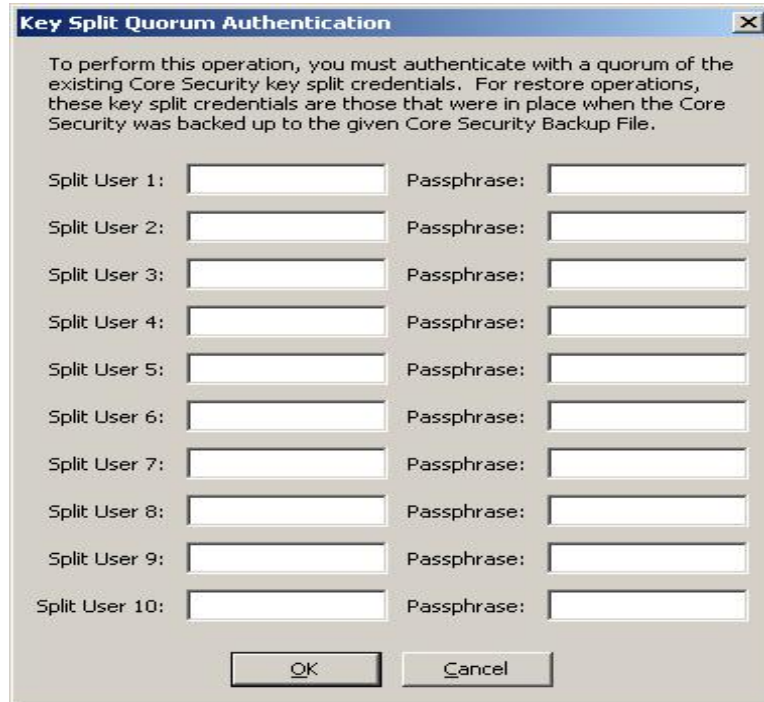 Key Split Quorum Authentication
To perform this operation, you must authenticate with a quorum of the
existing Core Security key split credentials. For restore operations,
these key split credentials are those that were in place when the Core
Security was backed up to the given Core Security Backup File.
Split User 1: Passphrase:
Split User 2: Passphrase:
Split User 3: Passphrase:
Split User 4: Passphrase:
Split User 5: Passphrase:
Split User 6: Passphrase:
Split User 7: Passphrase:
Split User 8: Passphrase:
Split User 9: Passphrase:
Split User 10: Passphrase:
OK Cancel